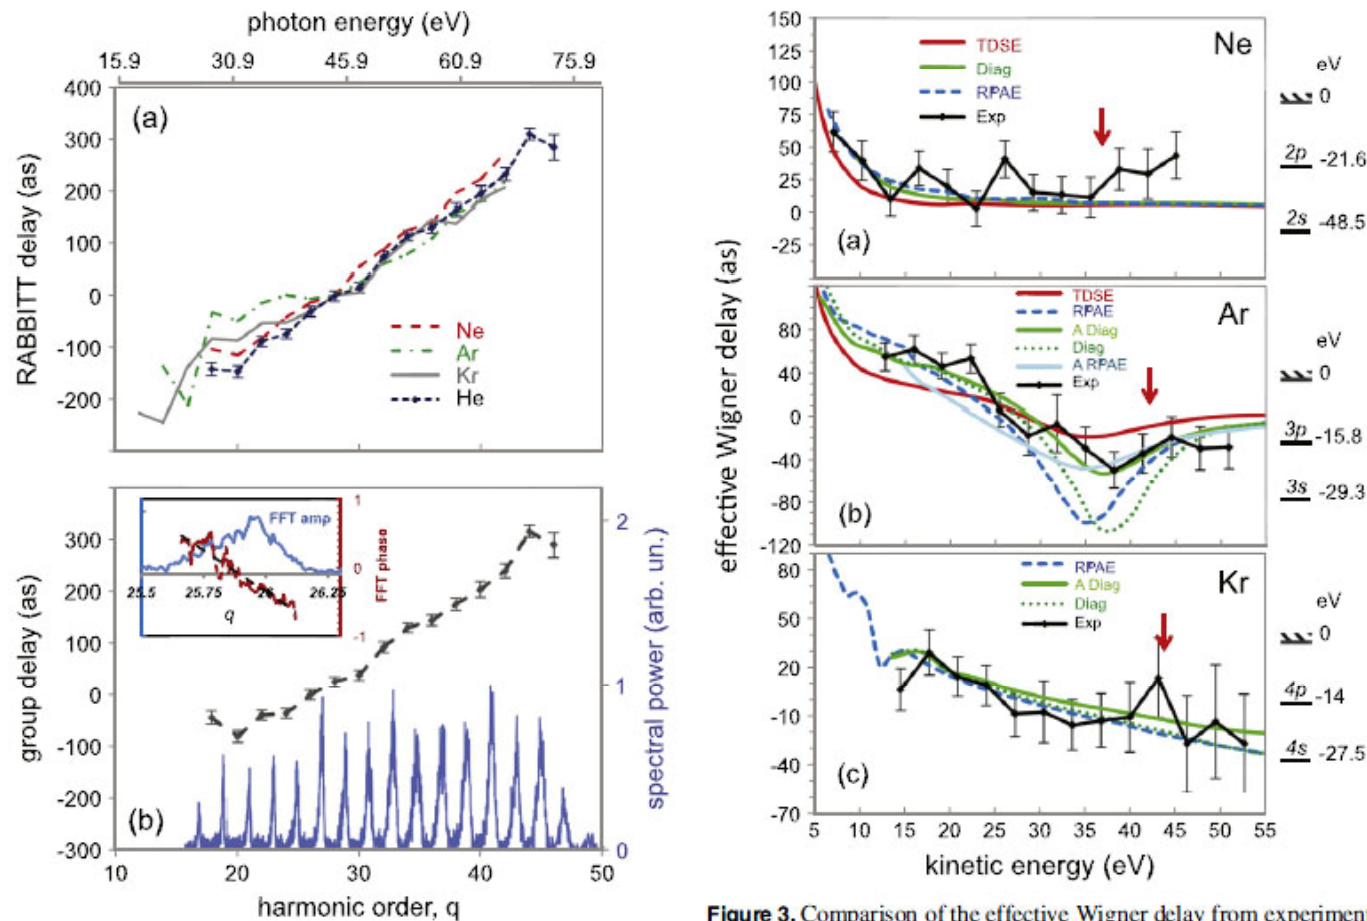 photon energy (eV)
15.9 30.9 45.9 60.9 75.9
400
300
200
100
0
-100
-200
RABBITT delay (as)
(a)
Ne
Ar
Kr
He
300
200
100
0
-100
-200
-300
group delay (as)
FFT amp
1
0
-1
FFT phase
25.5 25.75 26 26.25
q
2
1
0
spectral power (arb. un.)
(b)
10 20 30 40 50
harmonic order, q
150
125
100
75
50
25
0
-25
TDSE
Diag
RPAE
Exp
Ne
(a)
eV
0
2p -21.6
2s -48.5
effective Wigner delay (as)
80
40
0
-40
-80
-120
TDSE
RPAE
A Diag
Diag
A RPAE
Exp
Ar
(b)
0
3p -15.8
3s -29.3
80
50
20
-10
-40
-70
RPAE
A Diag
Diag
Exp
Kr
(c)
eV
0
4p -14
4s -27.5
5 10 15 20 25 30 35 40 45 50 55
kinetic energy (eV)
Figure 3. Comparison of the effective Wigner delay from experimen